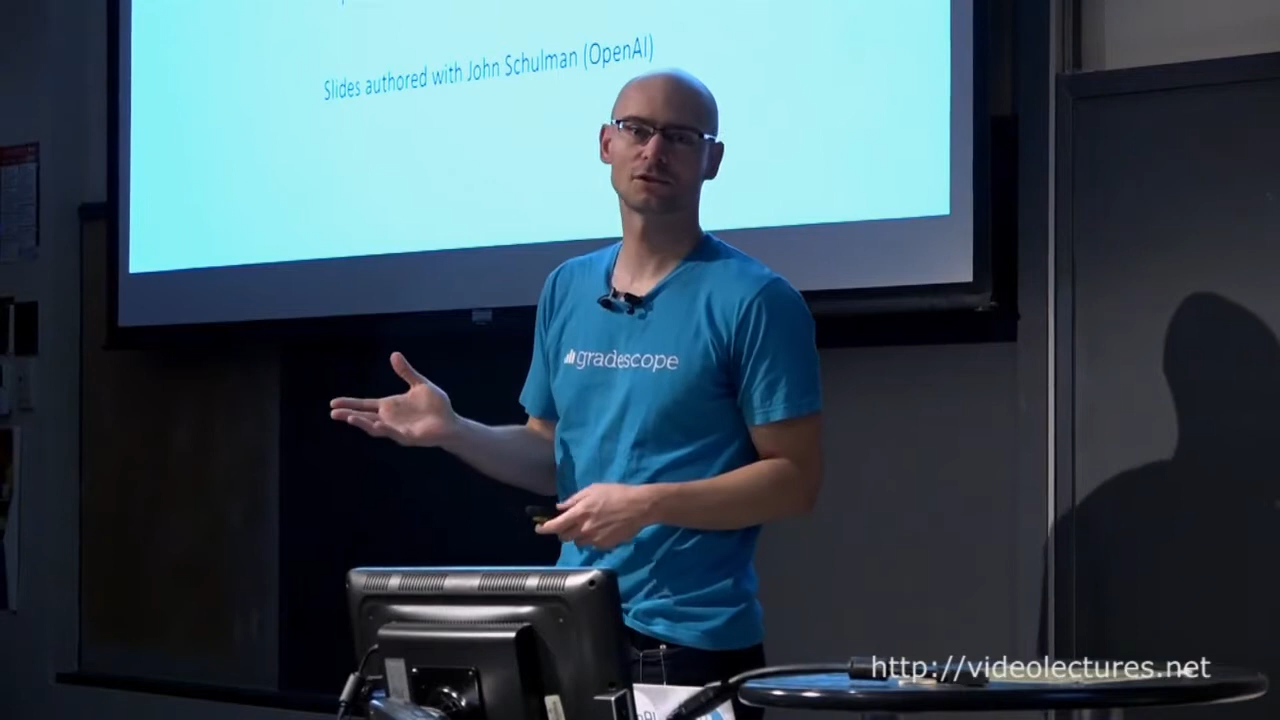 Slides authored with John Schulman (OpenAI)
gradescope
http://videolectures.net